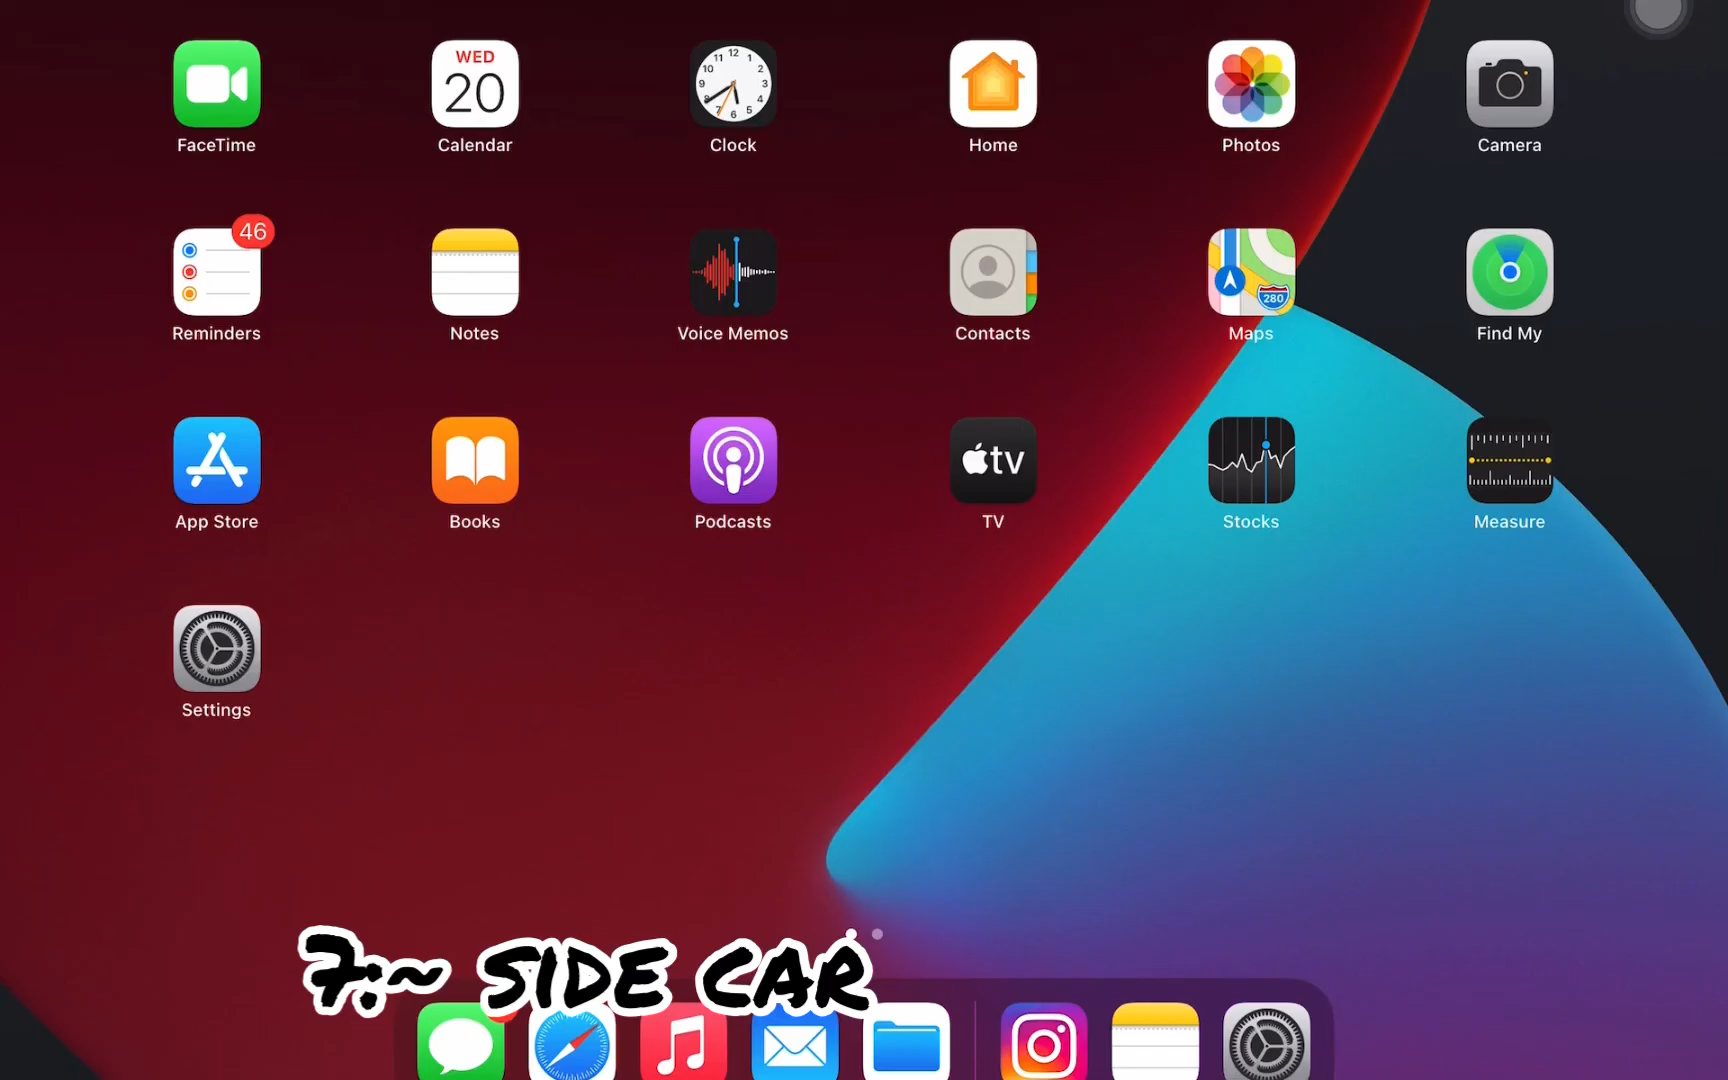 WED
20
FaceTime
Calendar
Clock
Home
Photos
Camera
46
280
Reminders
Notes
Voice Memos
Contacts
Maps
Find My
tv
App Store
Books
Podcasts
TV
Stocks
Measure
Settings
7:~ SIDE CAR